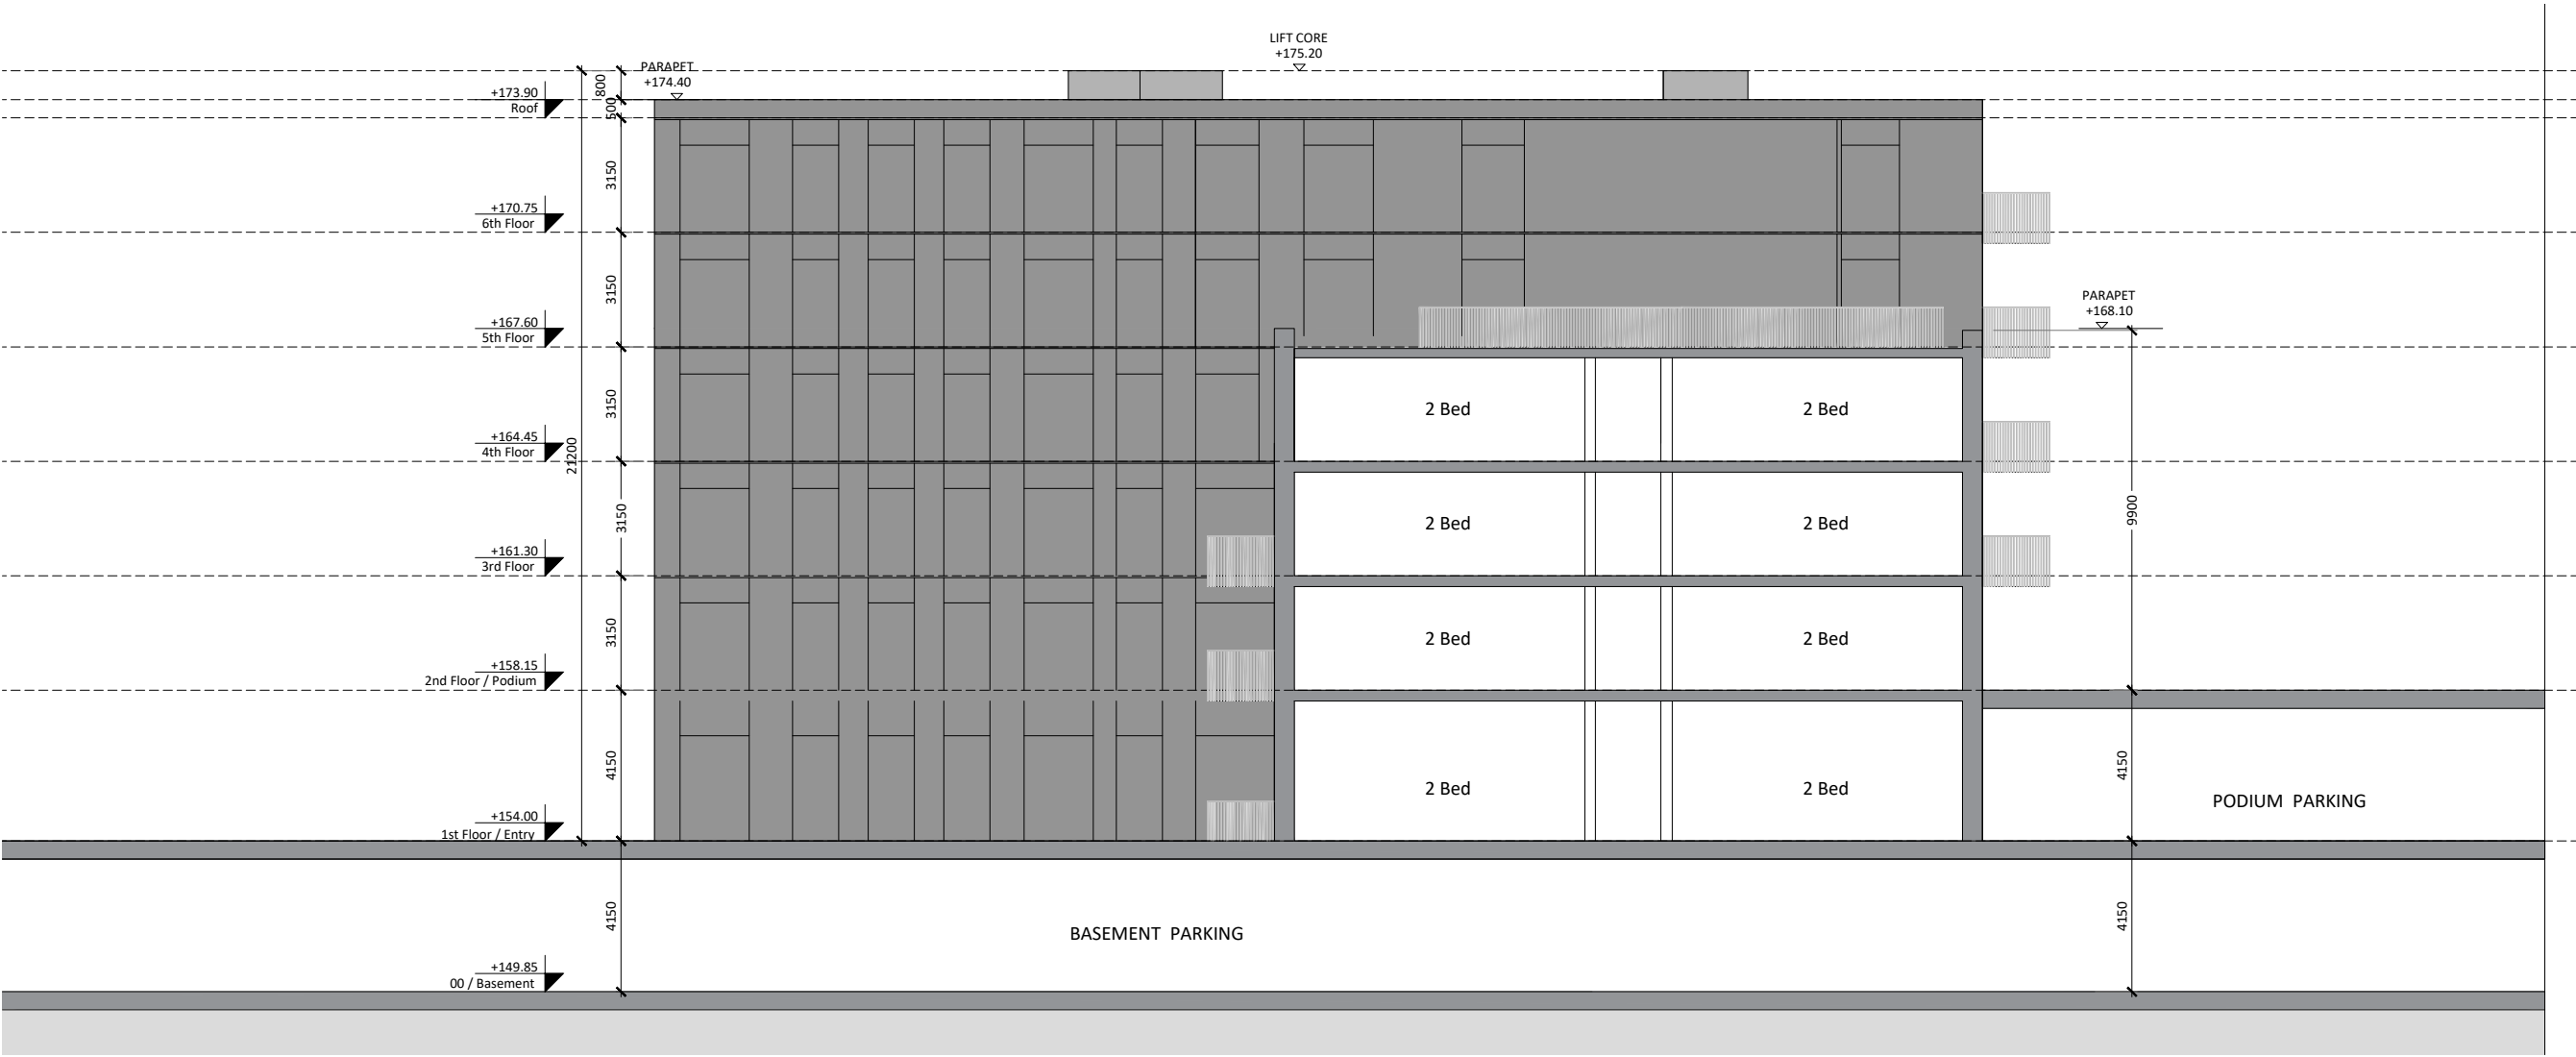 LIFT CORE
+175.20
PARAPET
+174.40
800
+173.90
Roof
500
3150
+170.75
6th Floor
3150
PARAPET
+168.10
+167.60
5th Floor
3150
2 Bed
2 Bed
+164.45
4th Floor
21200
3150
2 Bed
2 Bed
9900
+161.30
3rd Floor
3150
2 Bed
2 Bed
+158.15
2nd Floor / Podium
4150
2 Bed
2 Bed
4150
PODIUM PARKING
+154.00
1st Floor / Entry
4150
BASEMENT PARKING
4150
+149.85
00 / Basement